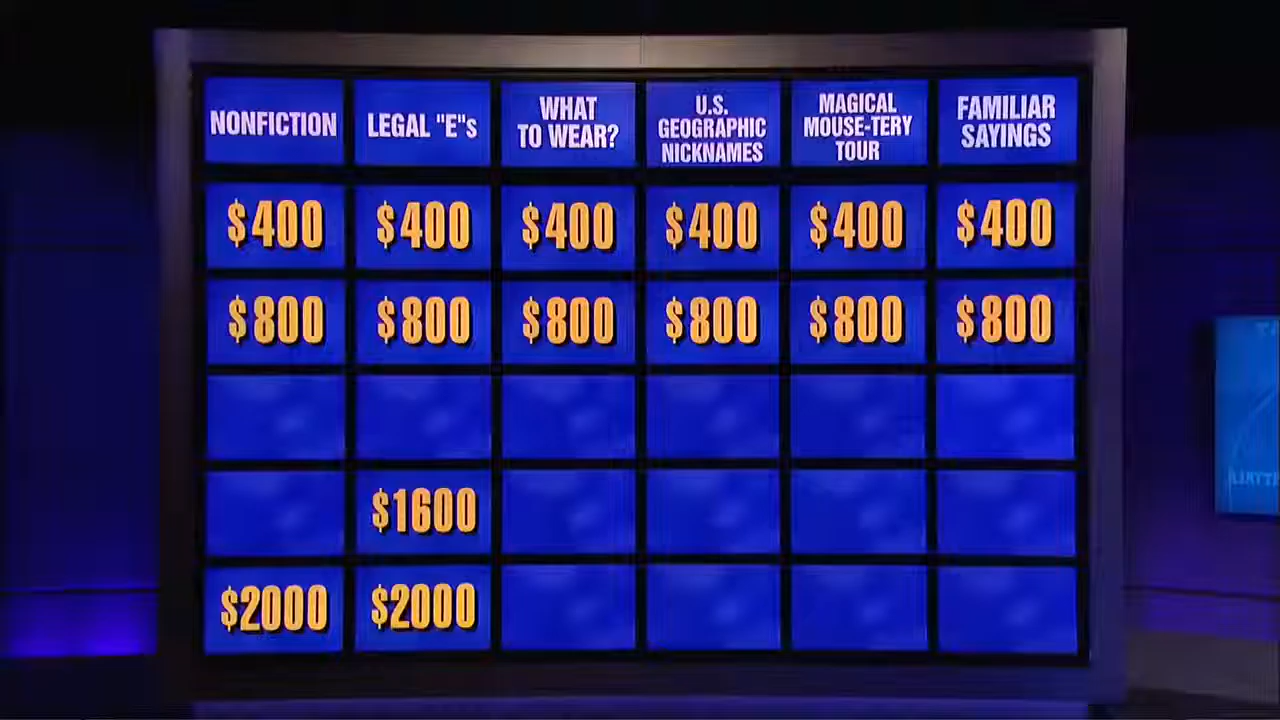 NONFICTION
LEGAL "E"s
WHAT
TO WEAR?
U.S.
GEOGRAPHIC
NICKNAMES
MAGICAL
MOUSE-TERY
TOUR
FAMILIAR
SAYINGS
$400 $400 $400 $400 $400 $400
$800 $800 $800 $800 $800 $800
$1600
$2000 $2000